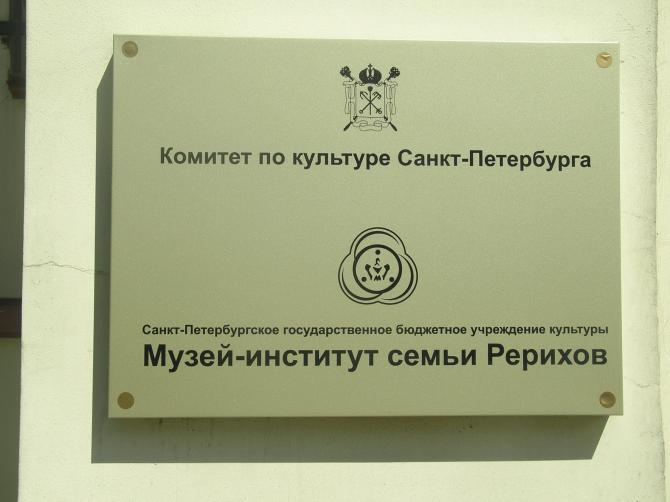 Комитет по культуре Санкт-Петербурга
Санкт-Петербургское государственное бюджетное учреждение культуры
Музей-институт семьи Рерихов